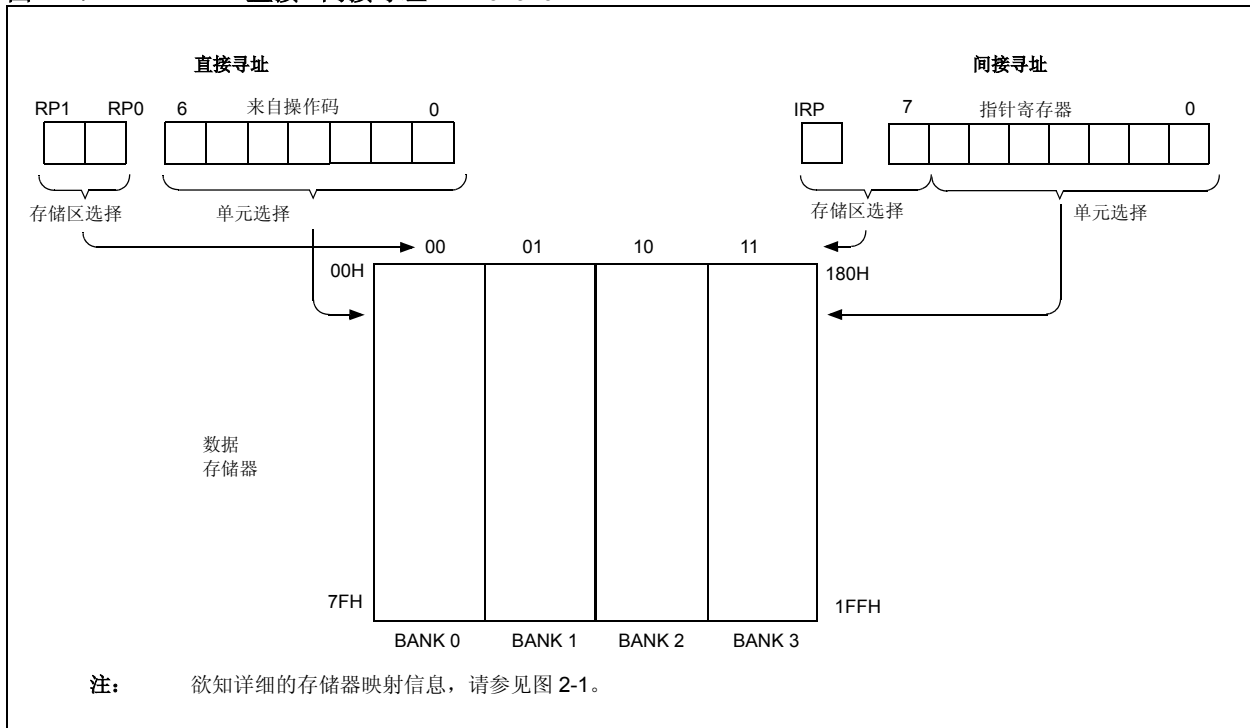 直接寻址
间接寻址
RP1 RP0 6 来自操作码 0
IRP 7 指针寄存器 0
存储区选择 单元选择
存储区选择 单元选择
00 01 10 11
00H 180H
数据
存储器
7FH 1FFH
BANK 0 BANK 1 BANK 2 BANK 3
注： 欲知详细的存储器映射信息，请参见图 2-1。